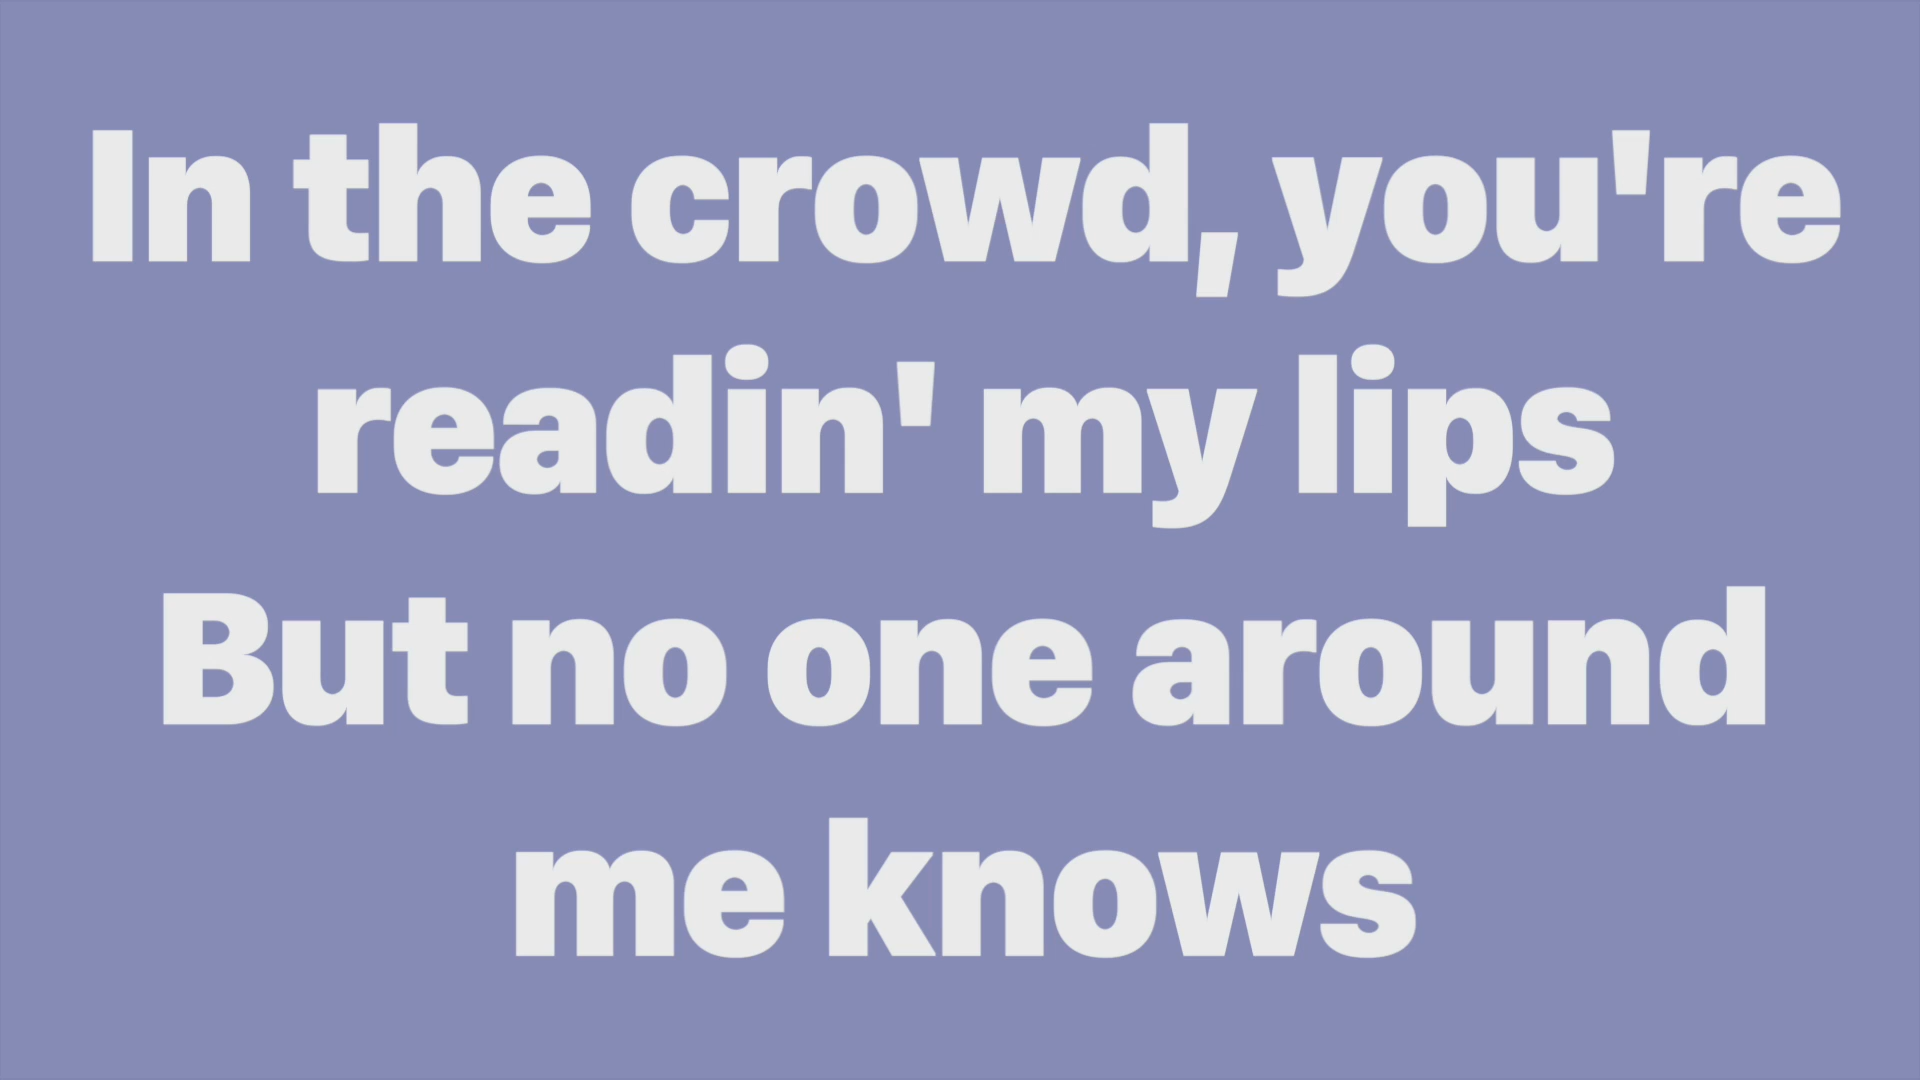 In the crowd, you're
readin' my lips
But no one around
me knows